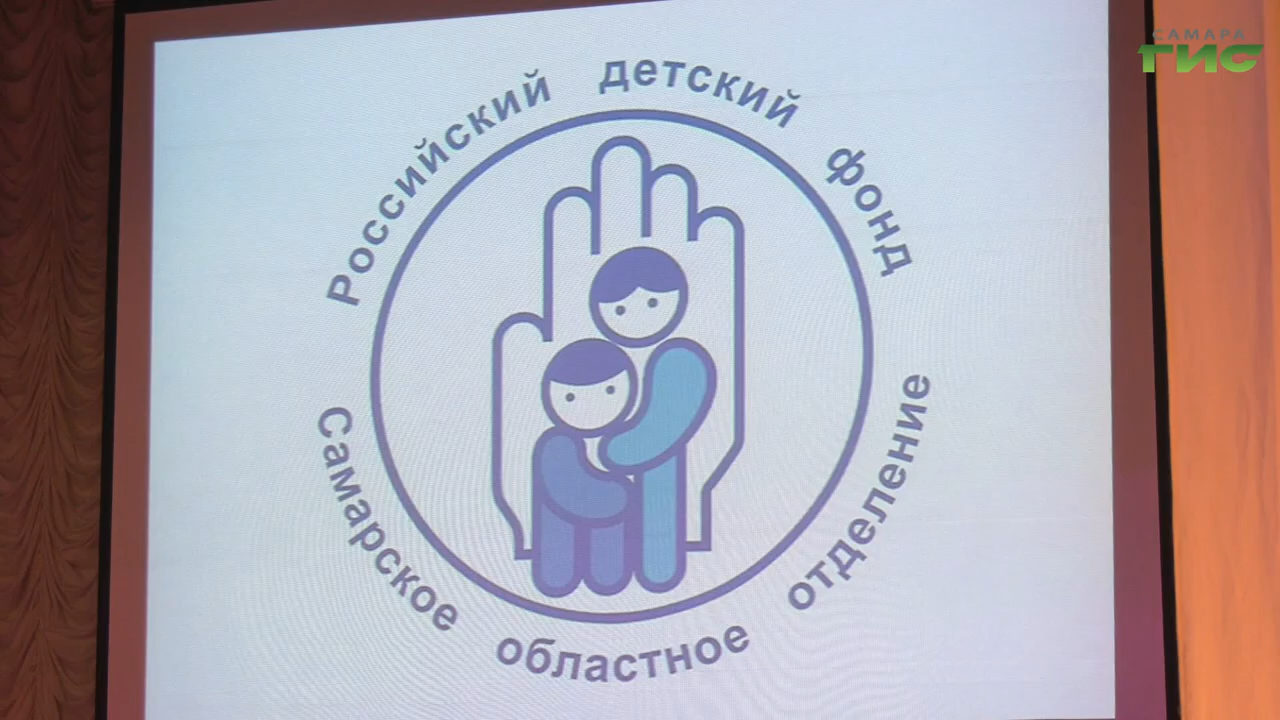 Российский детский фонд
Самарское областное отделение
САМАРА
ГИС